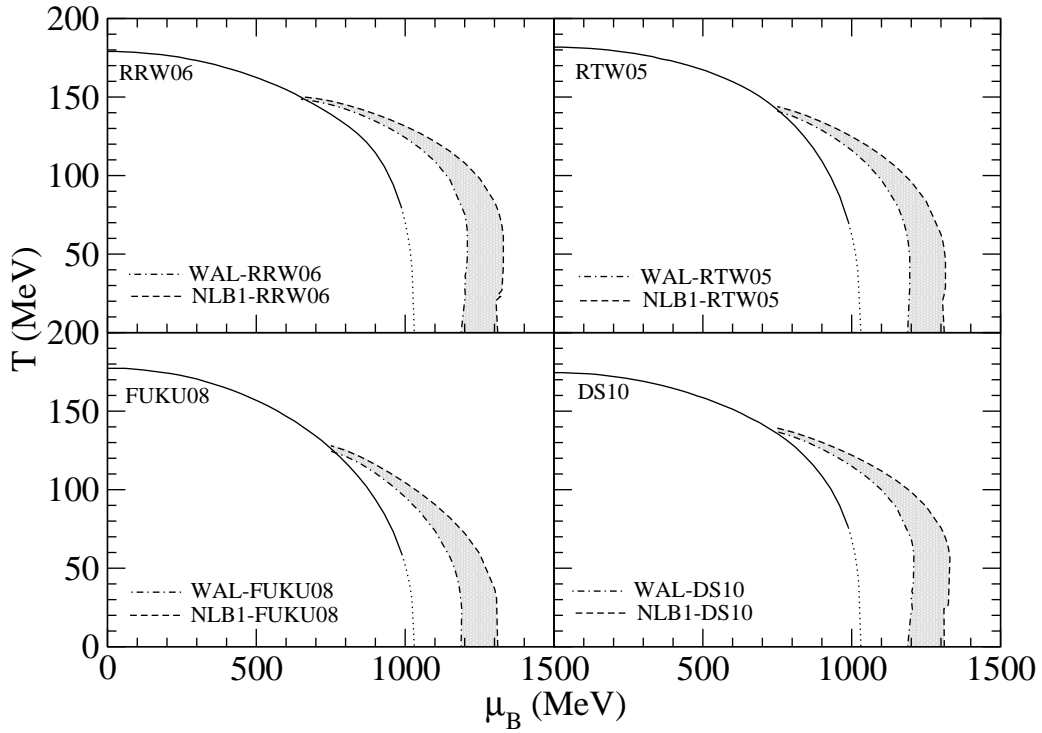 200
RRW06
RTW05
150
100
50
WAL-RRW06
NLB1-RRW06
WAL-RTW05
NLB1-RTW05
T (MeV)
200
FUKU08
DS10
150
100
50
WAL-FUKU08
NLB1-FUKU08
WAL-DS10
NLB1-DS10
0
0 500 1000 1500 500 1000 1500
μ_B (MeV)